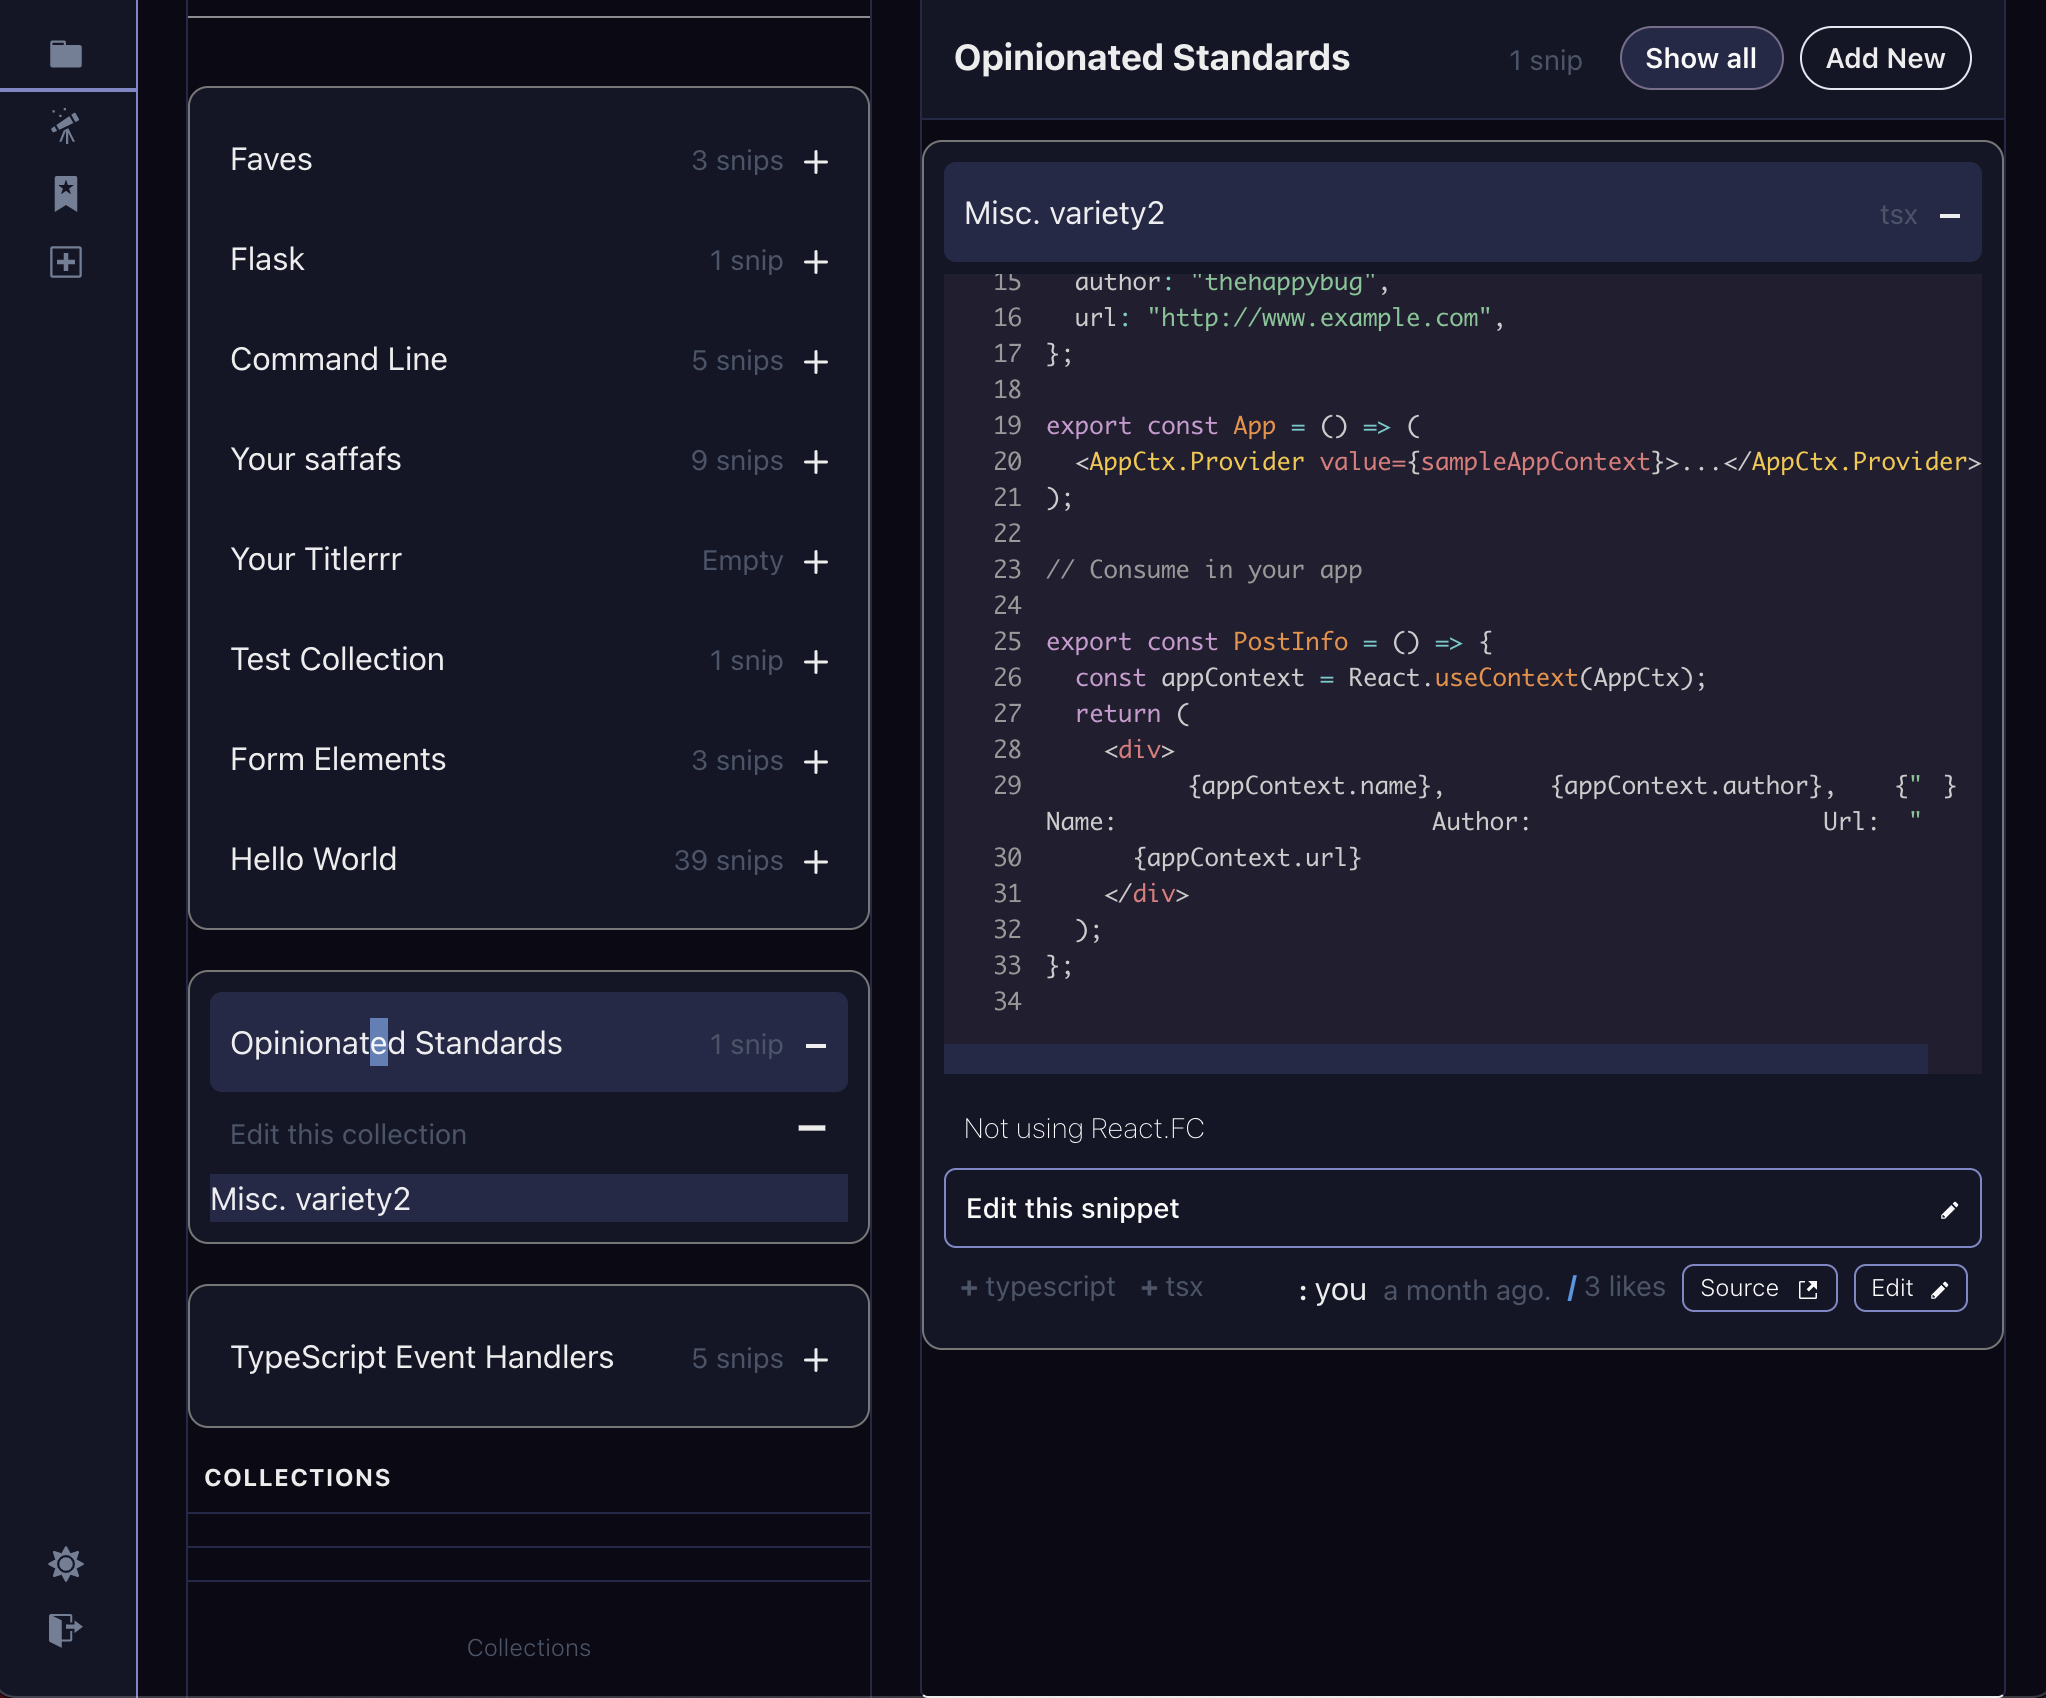 Faves 3 snips
Flask 1 snip
Command Line 5 snips
Your saffafs 9 snips
Your Titlerrr Empty
Test Collection 1 snip
Form Elements 3 snips
Hello World 39 snips
Opinionated Standards 1 snip
Edit this collection
Misc. variety2
TypeScript Event Handlers 5 snips
COLLECTIONS
Collections
Opinionated Standards 1 snip Show all Add New
Misc. variety2 tsx
15   author: "thehappybug",
16   url: "http://www.example.com",
17 };
18
19 export const App = () => (
20   <AppCtx.Provider value={sampleAppContext}>...</AppCtx.Provider>
21 );
22
23 // Consume in your app
24
25 export const PostInfo = () => {
26   const appContext = React.useContext(AppCtx);
27   return (
28     <div>
29 {appContext.name}, {appContext.author}, {" }
Name: Author: Url: "
30       {appContext.url}
31     </div>
32   );
33 };
34
Not using React.FC
Edit this snippet
+ typescript + tsx : you a month ago. / 3 likes Source Edit